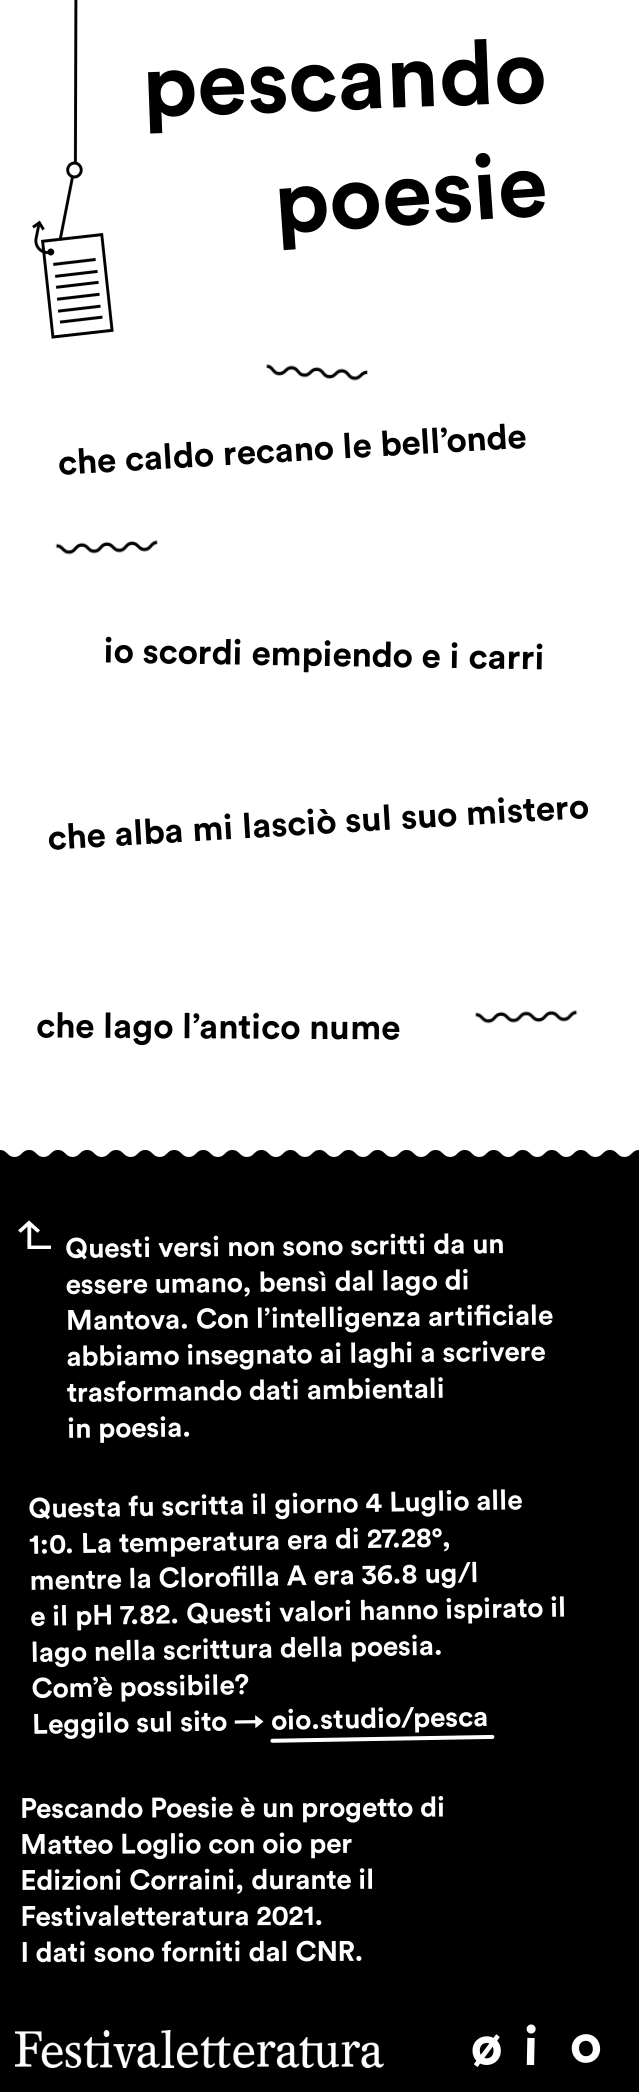 pescando
poesie
che caldo recano le bell’onde
io scordi empiendo e i carri
che alba mi lasciò sul suo mistero
che lago l’antico nume
Questi versi non sono scritti da un
essere umano, bensì dal lago di
Mantova. Con l’intelligenza artificiale
abbiamo insegnato ai laghi a scrivere
trasformando dati ambientali
in poesia.
Questa fu scritta il giorno 4 Luglio alle
1:0. La temperatura era di 27.28°,
mentre la Clorofilla A era 36.8 ug/l
e il pH 7.82. Questi valori hanno ispirato il
lago nella scrittura della poesia.
Com’è possibile?
Leggilo sul sito → oio.studio/pesca
Pescando Poesie è un progetto di
Matteo Loglio con oio per
Edizioni Corraini, durante il
Festivaletteratura 2021.
I dati sono forniti dal CNR.
Festivaletteratura ø i o